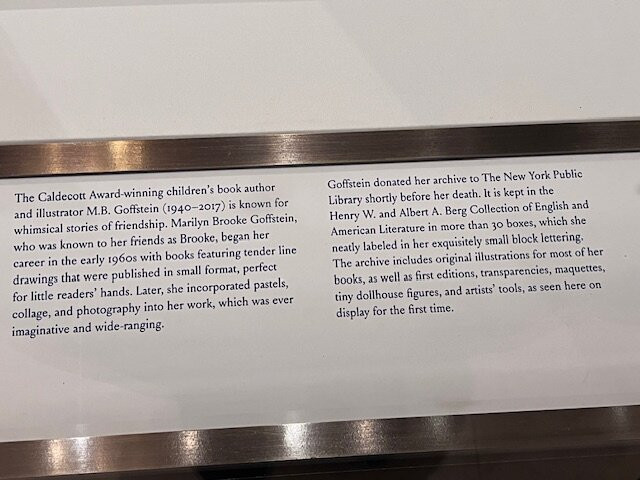 The Caldecott Award-winning children's book author
and illustrator M.B. Goffstein (1940–2017) is known for
whimsical stories of friendship. Marilyn Brooke Goffstein,
who was known to her friends as Brooke, began her
career in the early 1960s with books featuring tender line
drawings that were published in small format, perfect
for little readers' hands. Later, she incorporated pastels,
collage, and photography into her work, which was ever
imaginative and wide-ranging.
Goffstein donated her archive to The New York Public
Library shortly before her death. It is kept in the
Henry W. and Albert A. Berg Collection of English and
American Literature in more than 30 boxes, which she
neatly labeled in her exquisitely small block lettering.
The archive includes original illustrations for most of her
books, as well as first editions, transparencies, maquettes,
tiny dollhouse figures, and artists' tools, as seen here on
display for the first time.